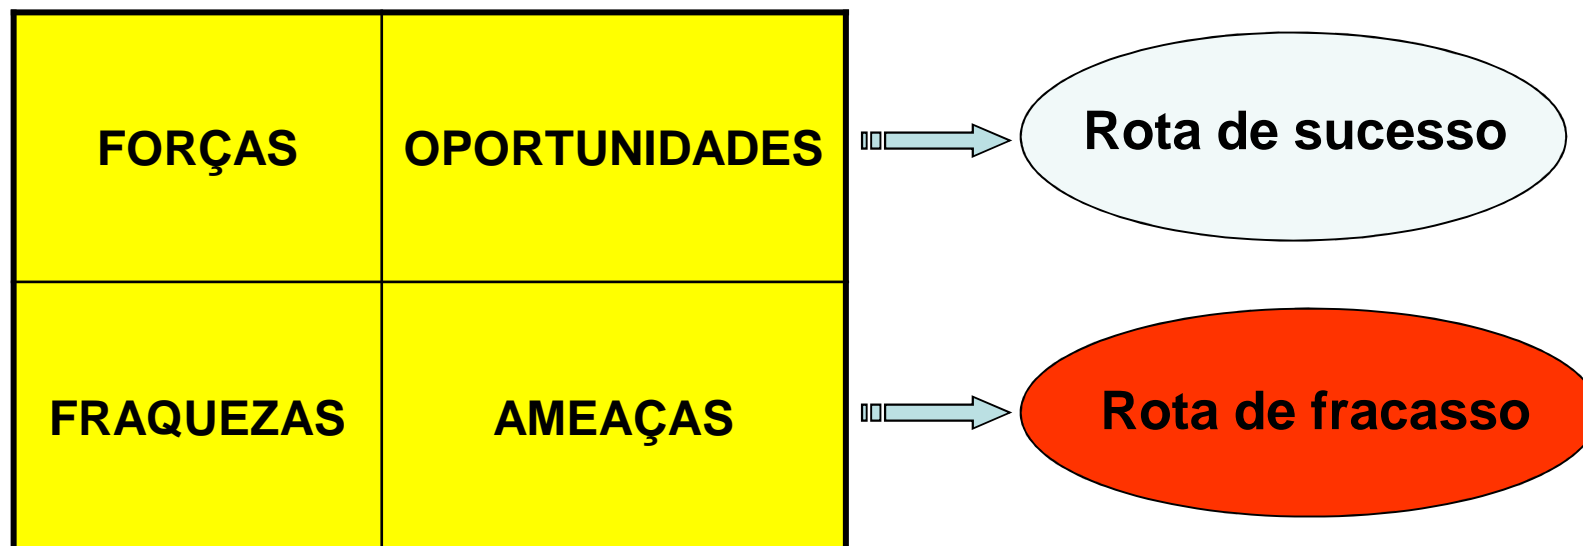 FORÇAS
OPORTUNIDADES
Rota de sucesso
FRAQUEZAS
AMEAÇAS
Rota de fracasso